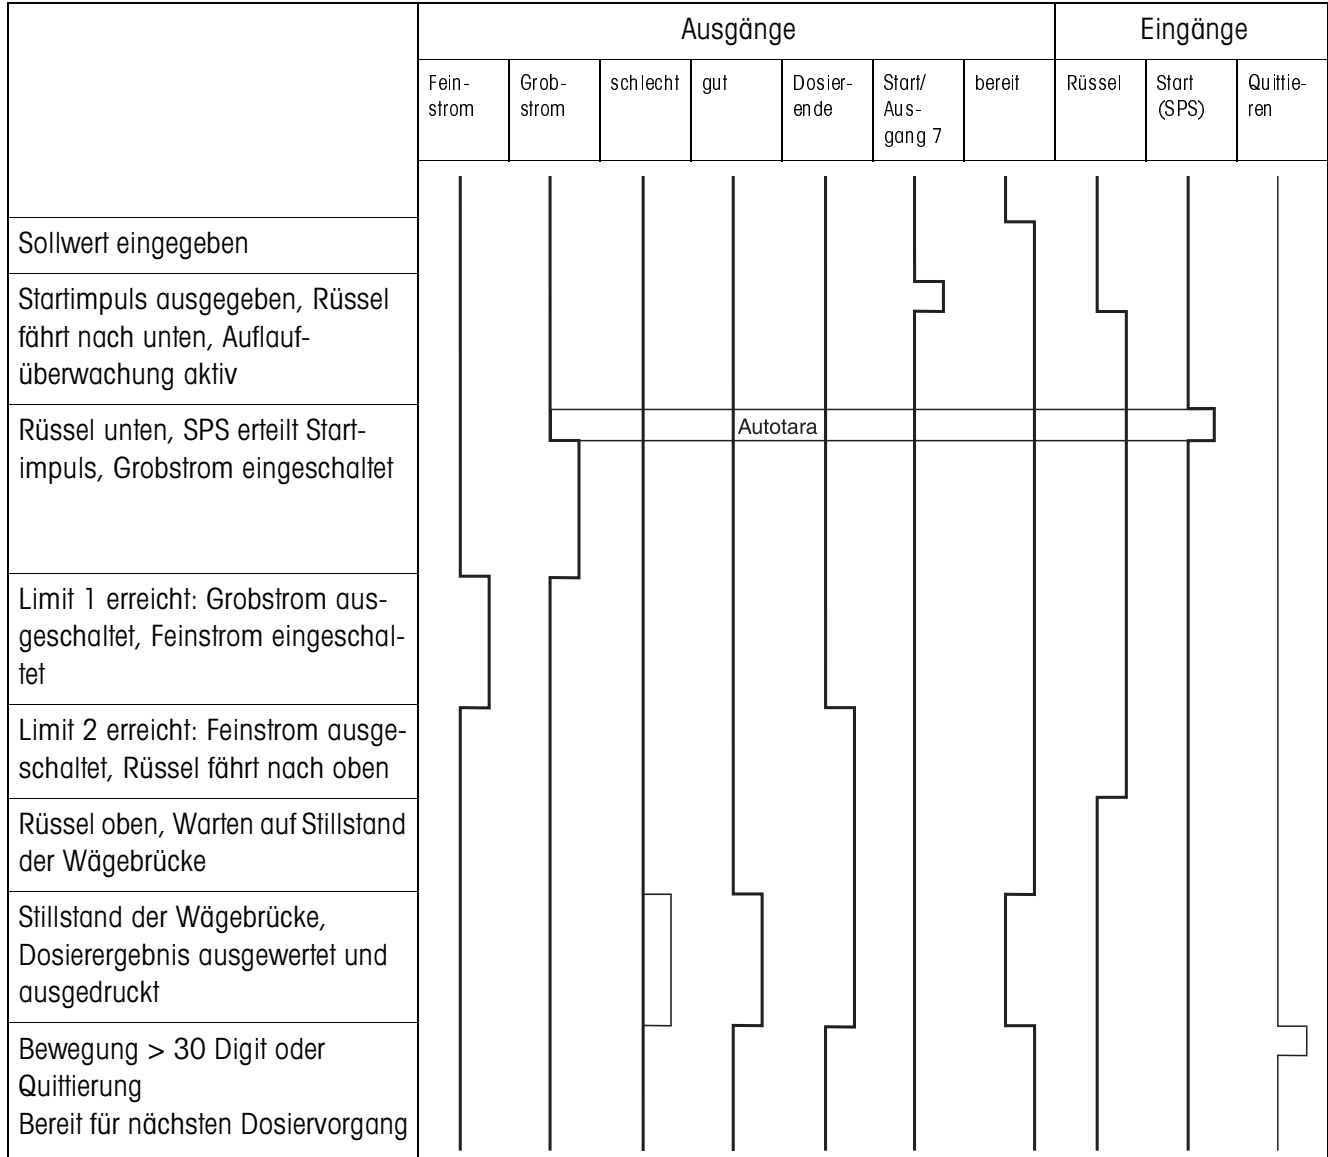 Ausgänge
Eingänge
Fein-
strom
Grob-
strom
schlecht
gut
Dosier-
ende
Start/
Aus-
gang 7
bereit
Rüssel
Start
(SPS)
Quittie-
ren
Sollwert eingegeben
Startimpuls ausgegeben, Rüssel
fährt nach unten, Auflauf-
überwachung aktiv
Rüssel unten, SPS erteilt Start-
impuls, Grobstrom eingeschaltet
Autotara
Limit 1 erreicht: Grobstrom aus-
geschaltet, Feinstrom eingeschal-
tet
Limit 2 erreicht: Feinstrom ausge-
schaltet, Rüssel fährt nach oben
Rüssel oben, Warten auf Stillstand
der Wägebrücke
Stillstand der Wägebrücke,
Dosierergebnis ausgewertet und
ausgedruckt
Bewegung > 30 Digit oder
Quittierung
Bereit für nächsten Dosiervorgang